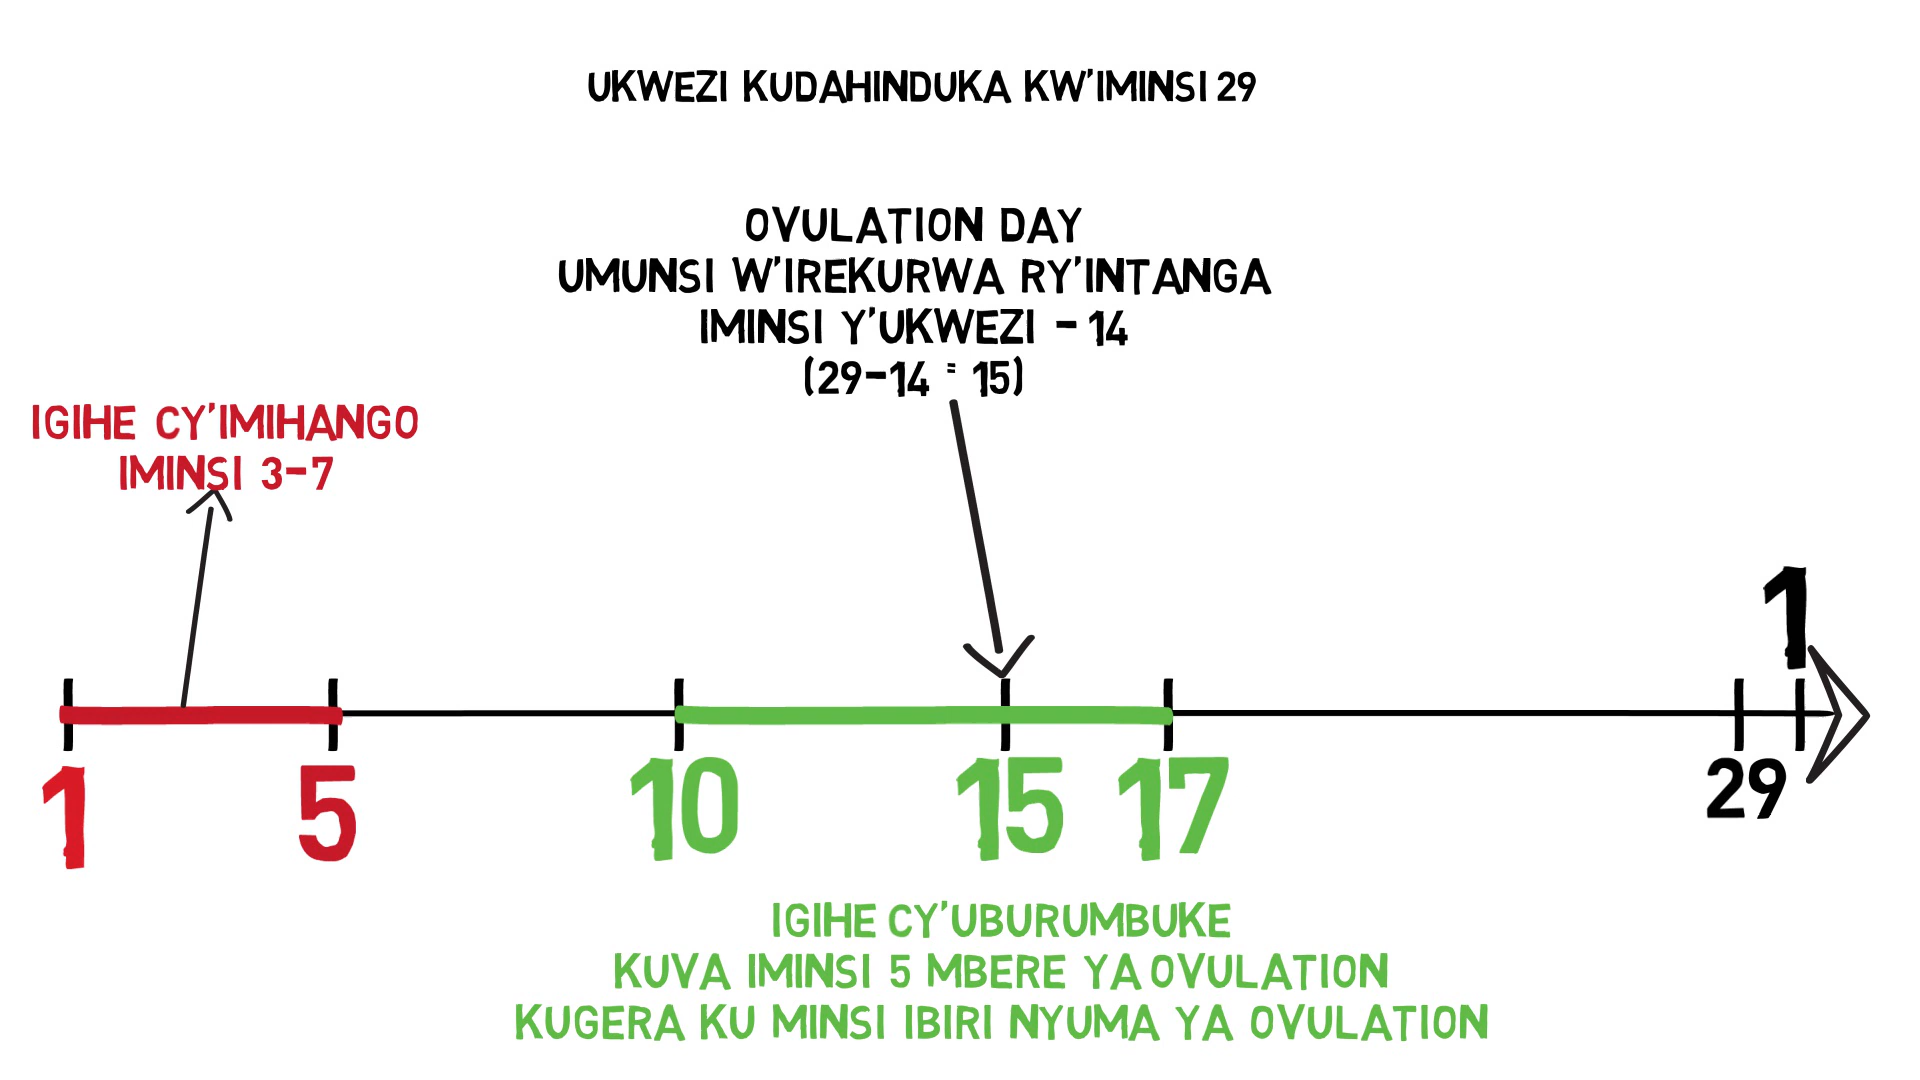 UKWEZI KUDAHINDUKA KW'IMINSI 29
OVULATION DAY
UMUNSI W'IREKURWA RY'INTANGA
IMINSI Y'UKWEZI - 14
(29-14 = 15)
IGIHE CY'IMIHANGO
IMINSI 3-7
1
1
5
10
15
17
29
IGIHE CY'UBURUMBUKE
KUVA IMINSI 5 MBERE YA OVULATION
KUGERA KU MINSI IBIRI NYUMA YA OVULATION